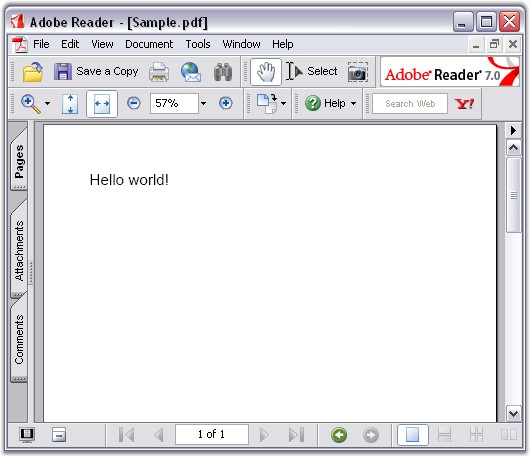 Adobe Reader - [Sample.pdf]
File Edit View Document Tools Window Help
Save a Copy Select Adobe® Reader® 7.0
57% Help Search Web Y!
Pages
Attachments
Comments
Hello world!
1 of 1